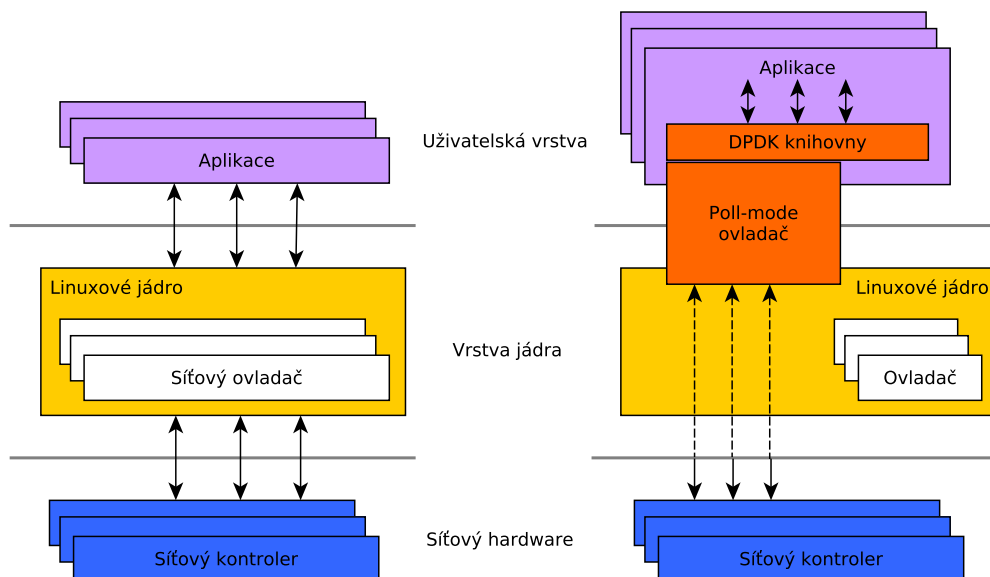 Aplikace
Uživatelská vrstva
Aplikace
DPDK knihovny
Poll-mode
ovladač
Linuxové jádro
Linuxové jádro
Vrstva jádra
Síťový ovladač
Ovladač
Síťový hardware
Síťový kontroler
Síťový kontroler